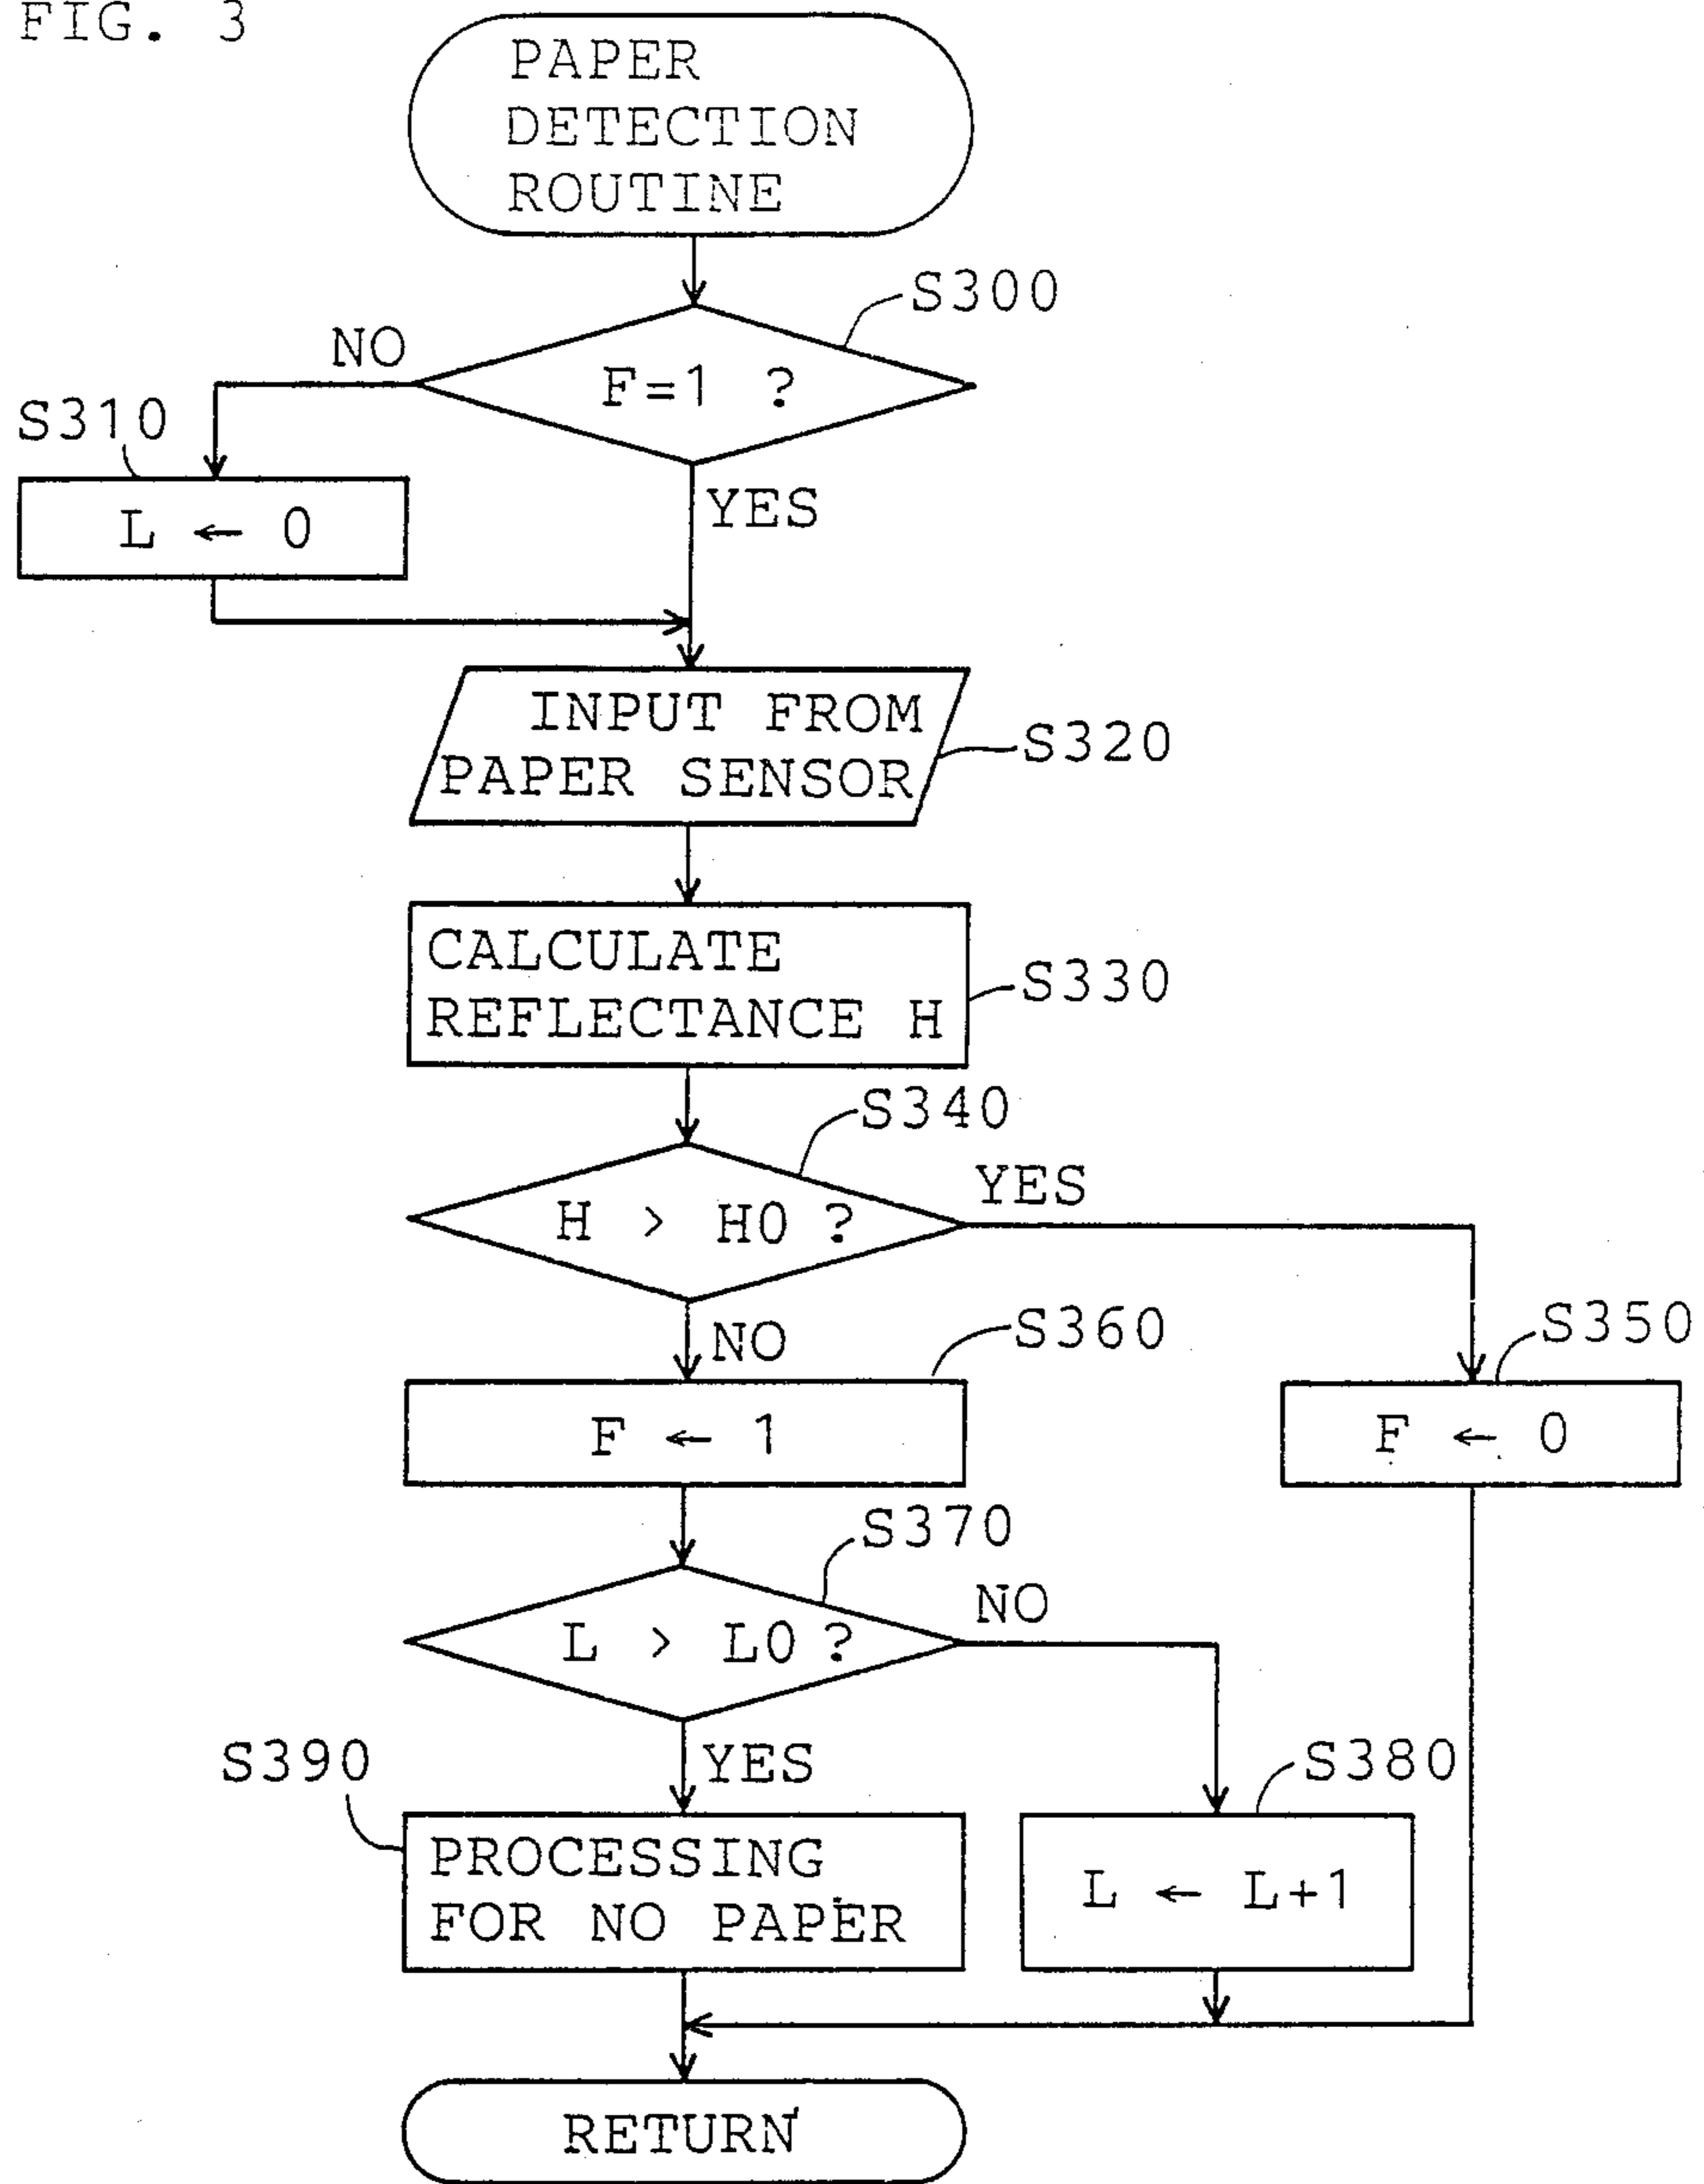 FIG. 3
PAPER
DETECTION
ROUTINE
S300
NO
F=1 ?
S310
L ← 0
YES
INPUT FROM
PAPER SENSOR
S320
CALCULATE
REFLECTANCE H
S330
S340
H > H0 ?
YES
NO
S360
S350
F ← 1
F ← 0
S370
L > L0 ?
NO
YES
S390
S380
PROCESSING
FOR NO PAPER
L ← L+1
RETURN